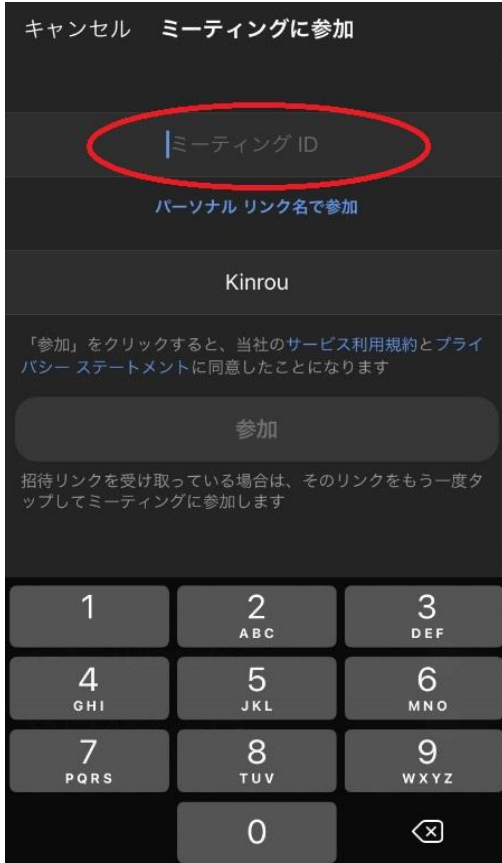 キャンセル ミーティングに参加
ミーティング ID
パーソナル リンク名で参加
Kinrou
「参加」をクリックすると、当社のサービス利用規約とプライ
バシー ステートメントに同意したことになります
参加
招待リンクを受け取っている場合は、そのリンクをもう一度タ
ップしてミーティングに参加します
1 2 3
ABC DEF
4 5 6
GHI JKL MNO
7 8 9
PQRS TUV WXYZ
0